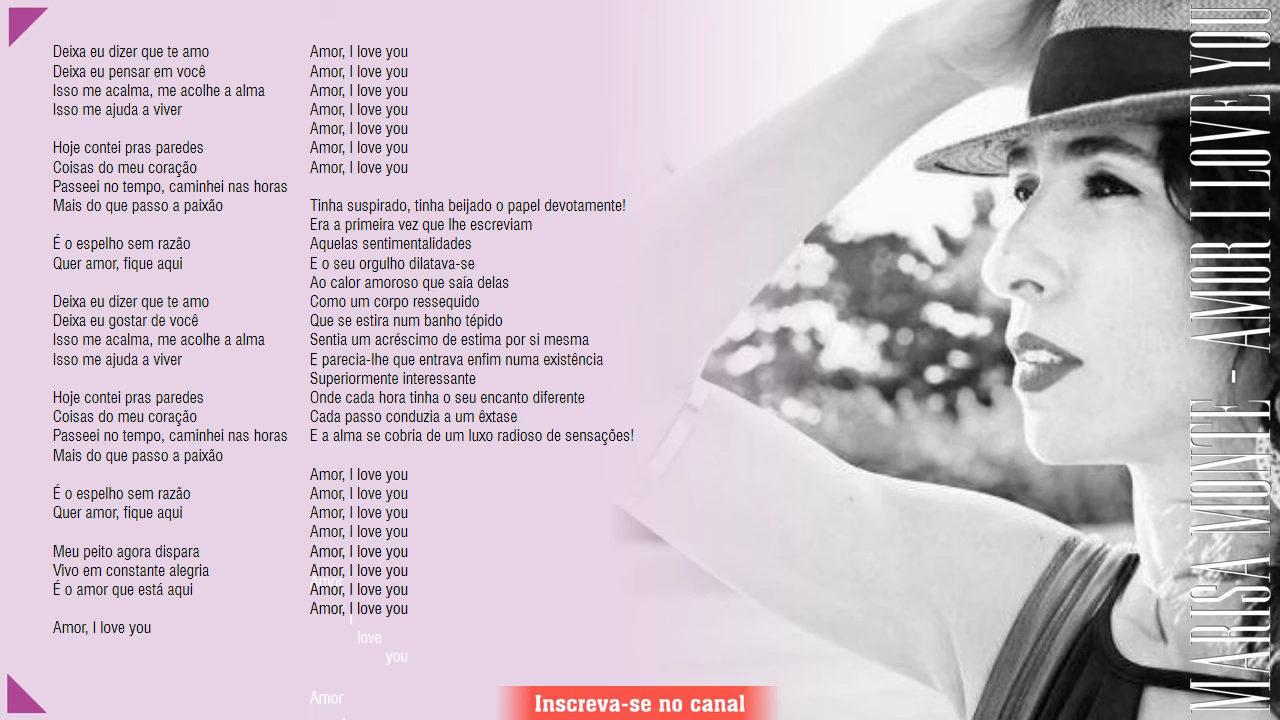 Deixa eu dizer que te amo
Deixa eu pensar em você
Isso me acalma, me acolhe a alma
Isso me ajuda a viver
Hoje contei pras paredes
Coisas do meu coração
Passeei no tempo, caminhei nas horas
Mais do que passo a paixão
É o espelho sem razão
Quer amor, fique aqui
Deixa eu dizer que te amo
Deixa eu gostar de você
Isso me acalma, me acolhe a alma
Isso me ajuda a viver
Hoje contei pras paredes
Coisas do meu coração
Passeei no tempo, caminhei nas horas
Mais do que passo a paixão
É o espelho sem razão
Quer amor, fique aqui
Meu peito agora dispara
Vivo em constante alegria
É o amor que está aqui
Amor, I love you
Amor, I love you
Amor, I love you
Amor, I love you
Amor, I love you
Amor, I love you
Amor, I love you
Amor, I love you
Tinha suspirado, tinha beijado o papel devotamente!
Era a primeira vez que lhe escreviam
Aquelas sentimentalidades
E o seu orgulho dilatava-se
Ao calor amoroso que saía delas
Como um corpo ressequido
Que se estira num banho tépido
Sentia um acréscimo de estima por si mesma
E parecia-lhe que entrava enfim numa existência
Superiormente interessante
Onde cada hora tinha o seu encanto diferente
Cada passo conduzia a um êxtase
E a alma se cobria de um luxo radioso de sensações!
Amor, I love you
Amor, I love you
Amor, I love you
Amor, I love you
Amor, I love you
Amor, I love you
Amor, I love you
Amor, I love you
Amor
I
love
you
Amor
Inscreva-se no canal
MARISA MONTE - AMOR I LOVE YOU